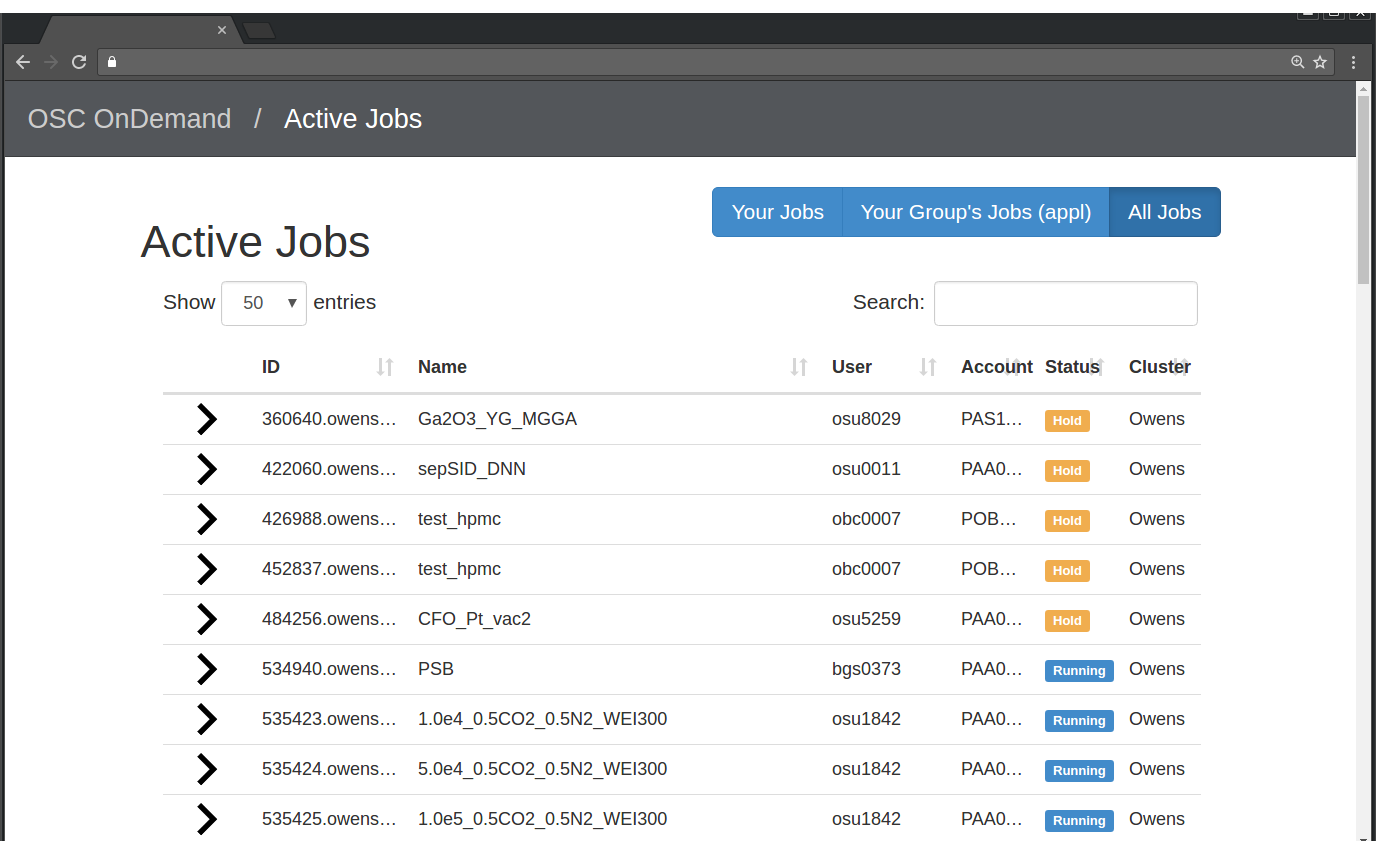 OSC OnDemand / Active Jobs
Your Jobs Your Group's Jobs (appl) All Jobs
Active Jobs
Show 50 entries Search:
ID Name User Account Status Cluster
360640.owens… Ga2O3_YG_MGGA osu8029 PAS1… Hold Owens
422060.owens… sepSID_DNN osu0011 PAA0… Hold Owens
426988.owens… test_hpmc obc0007 POB… Hold Owens
452837.owens… test_hpmc obc0007 POB… Hold Owens
484256.owens… CFO_Pt_vac2 osu5259 PAA0… Hold Owens
534940.owens… PSB bgs0373 PAA0… Running Owens
535423.owens… 1.0e4_0.5CO2_0.5N2_WEI300 osu1842 PAA0… Running Owens
535424.owens… 5.0e4_0.5CO2_0.5N2_WEI300 osu1842 PAA0… Running Owens
535425.owens… 1.0e5_0.5CO2_0.5N2_WEI300 osu1842 PAA0… Running Owens